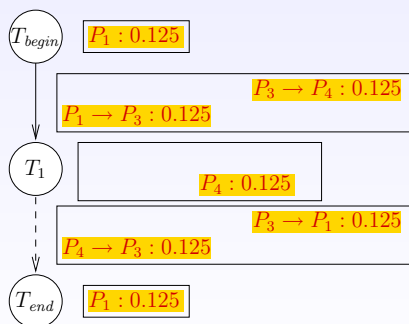 T_begin P_1 : 0.125
P_3 → P_4 : 0.125
P_1 → P_3 : 0.125
T_1
P_4 : 0.125
P_3 → P_1 : 0.125
P_4 → P_3 : 0.125
T_end P_1 : 0.125